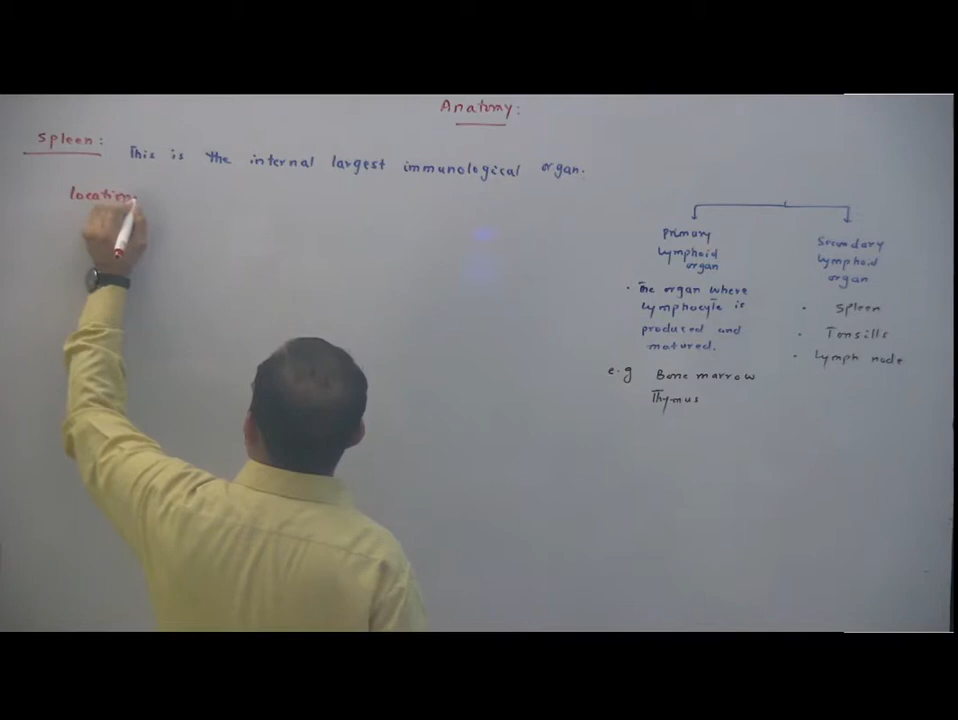 Anatomy:
Spleen: This is the internal largest immunological organ.
location
Primary
Lymphoid
organ
• The organ where
lymphocyte is
produced and
matured.
e.g Bone marrow
Thymus
Secondary
Lymphoid
organ
• Spleen
• Tonsills
• Lymph node